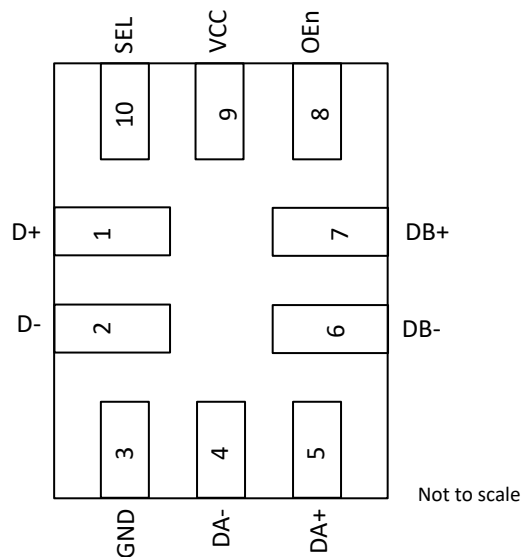 SEL VCC OEn
10 9 8
D+ 1 7 DB+
D- 2 6 DB-
3 4 5
Not to scale
GND DA- DA+